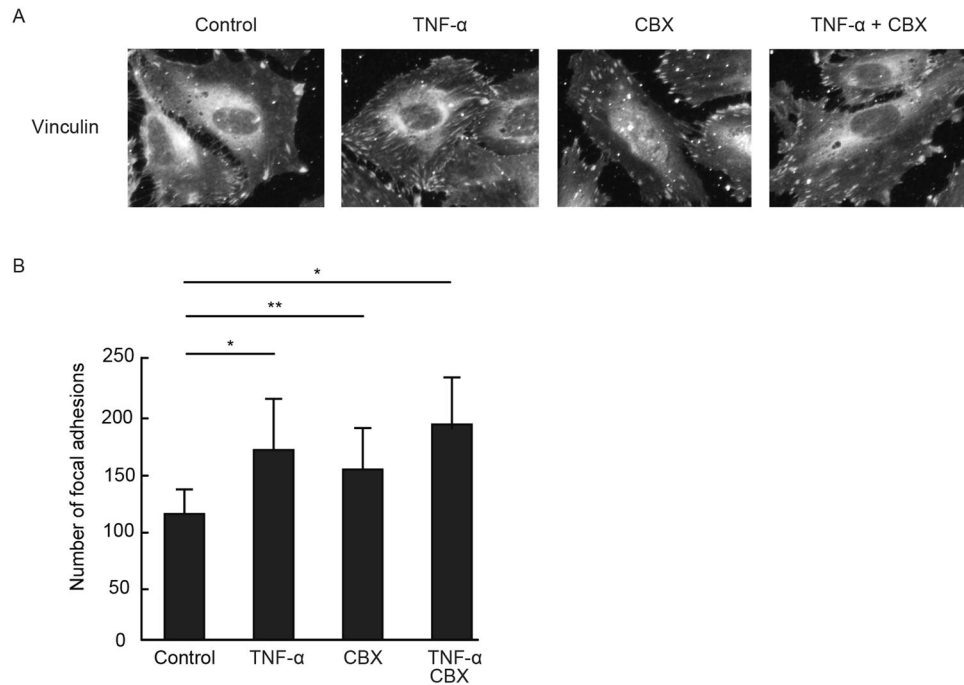 A
Control
TNF-α
CBX
TNF-α + CBX
Vinculin
B
*
**
*
Number of focal adhesions
250
200
150
100
50
0
Control
TNF-α
CBX
TNF-α
CBX